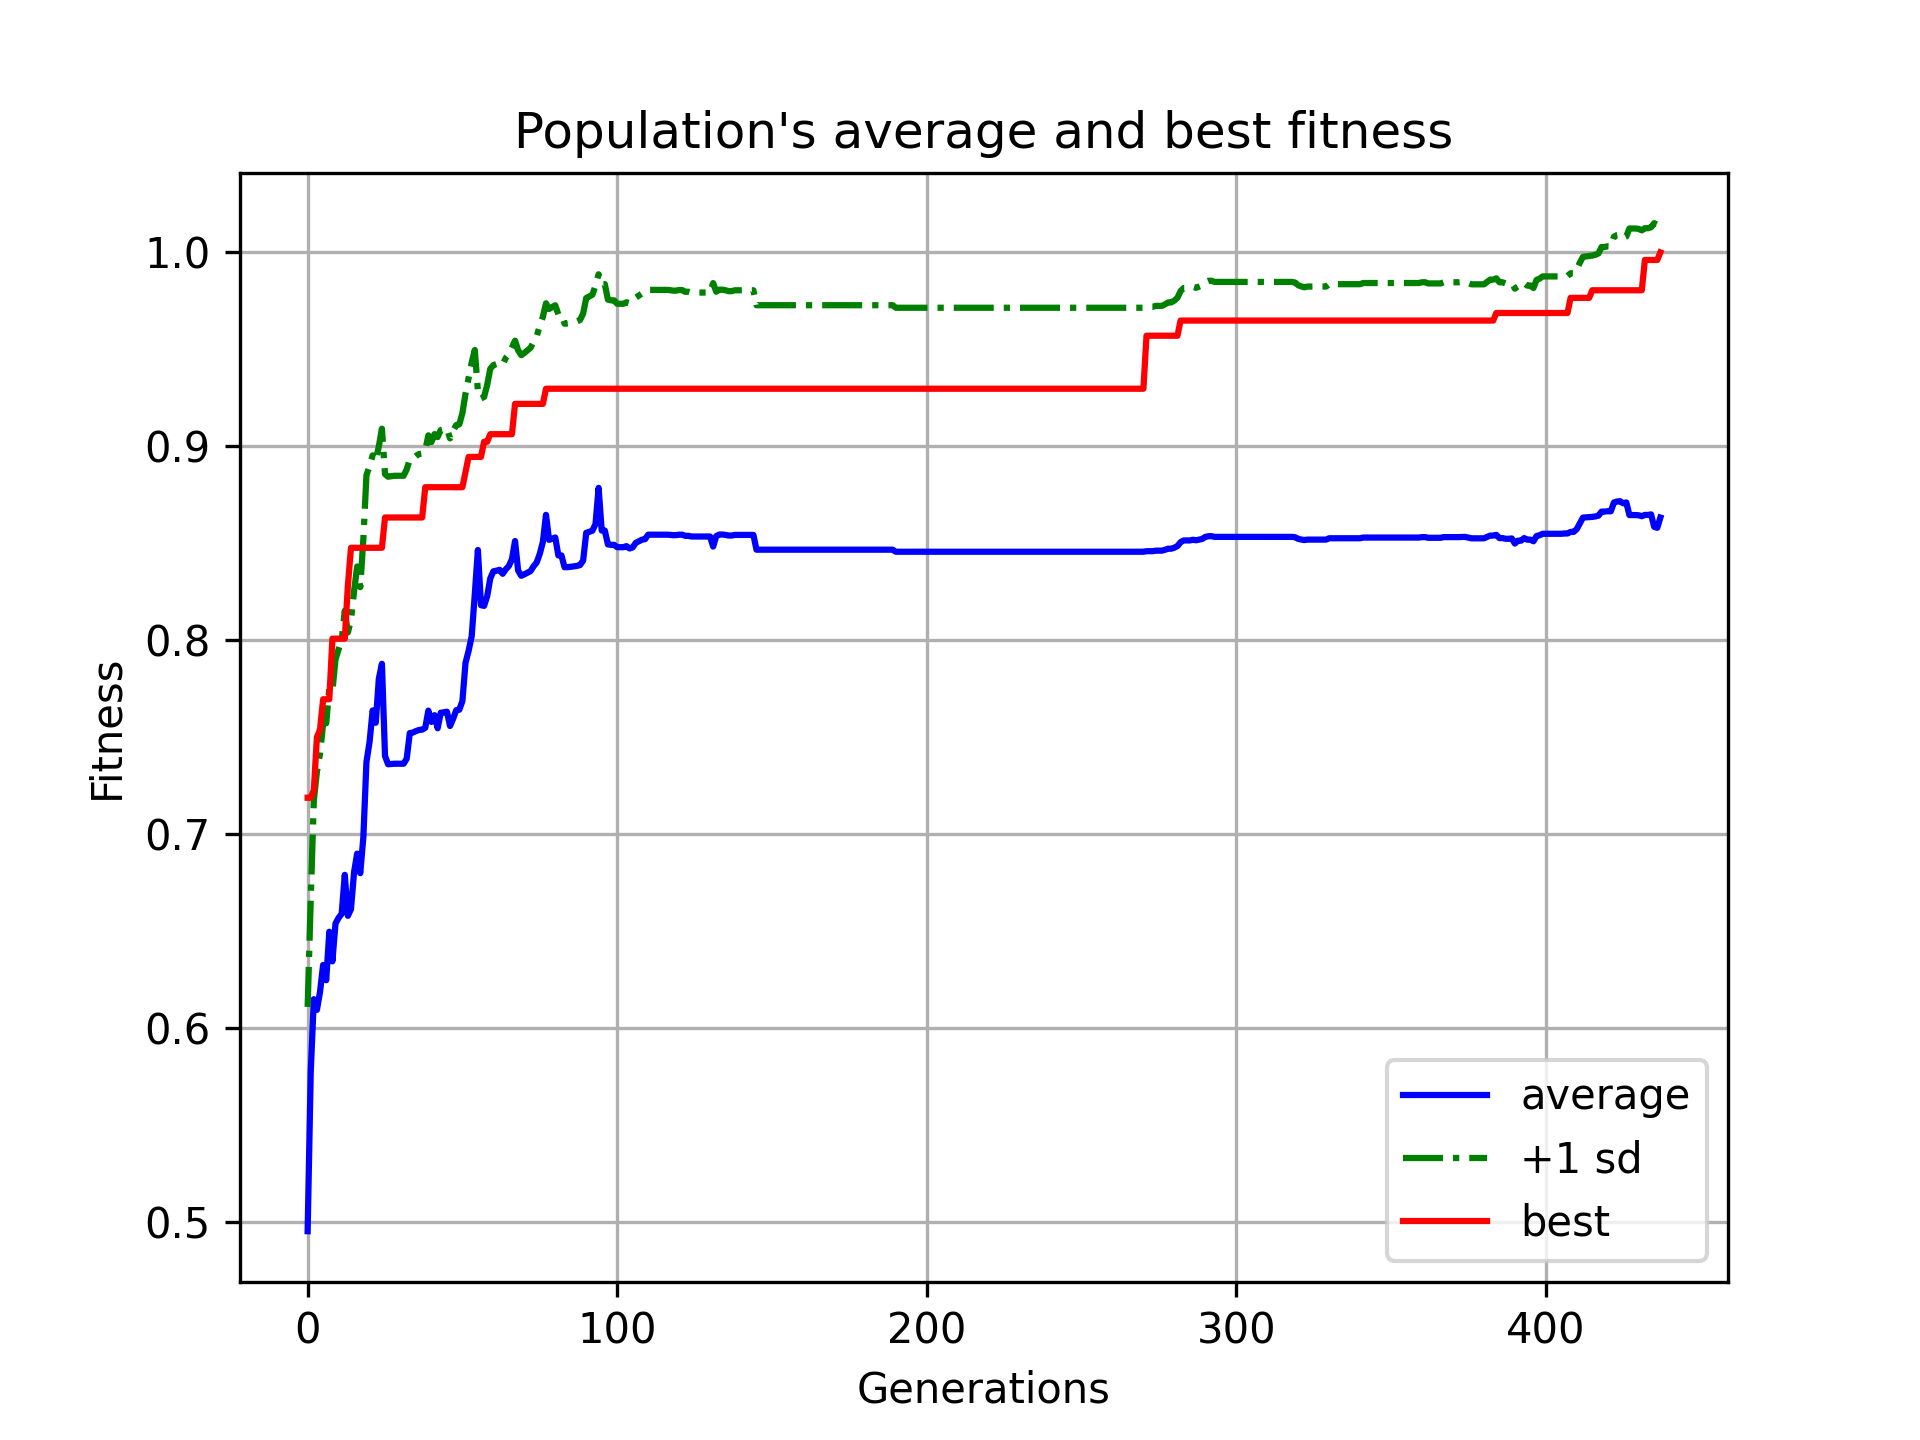 Population's average and best fitness
1.0
0.9
0.8
0.7
0.6
0.5
Fitness
average
+1 sd
best
0 100 200 300 400
Generations